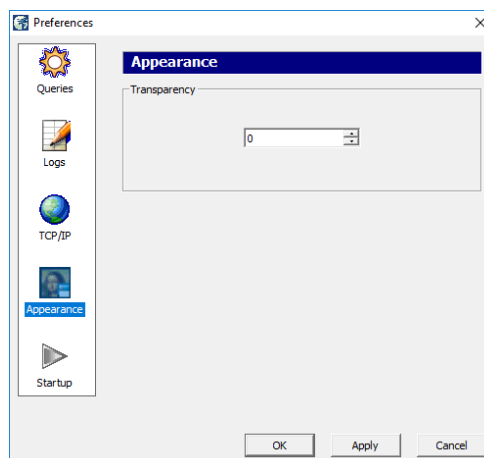 Preferences
Queries
Logs
TCP/IP
Appearance
Startup
Appearance
Transparency
0
OK
Apply
Cancel